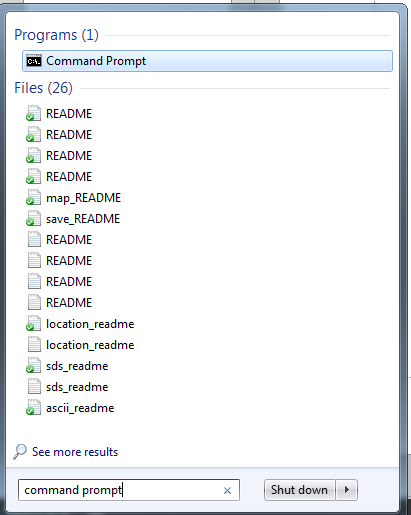 Programs (1)
Command Prompt
Files (26)
README
README
README
README
map_README
save_README
README
README
README
README
location_readme
location_readme
sds_readme
sds_readme
ascii_readme
See more results
command prompt
Shut down